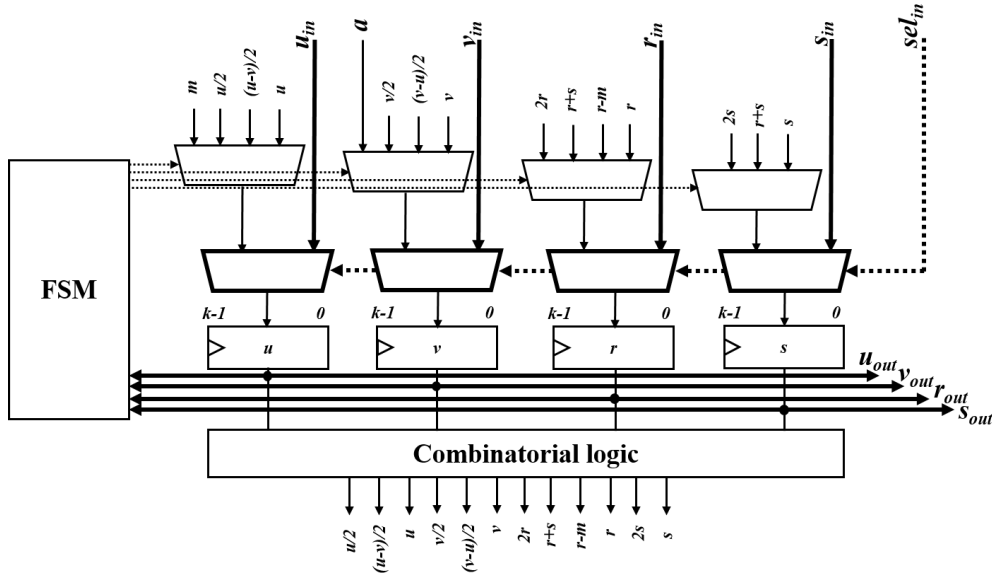 u_in
a
v_in
r_in
s_in
sel_in
m
u/2
(u-v)/2
u
v/2
(v-u)/2
v
2r
r+s
r-m
r
2s
r+s
s
FSM
k-1 0
k-1 0
k-1 0
k-1 0
u
v
r
s
u_out
v_out
r_out
s_out
Combinatorial logic
u/2
(u-v)/2
u
v/2
(v-u)/2
v
2r
r+s
r-m
r
2s
s